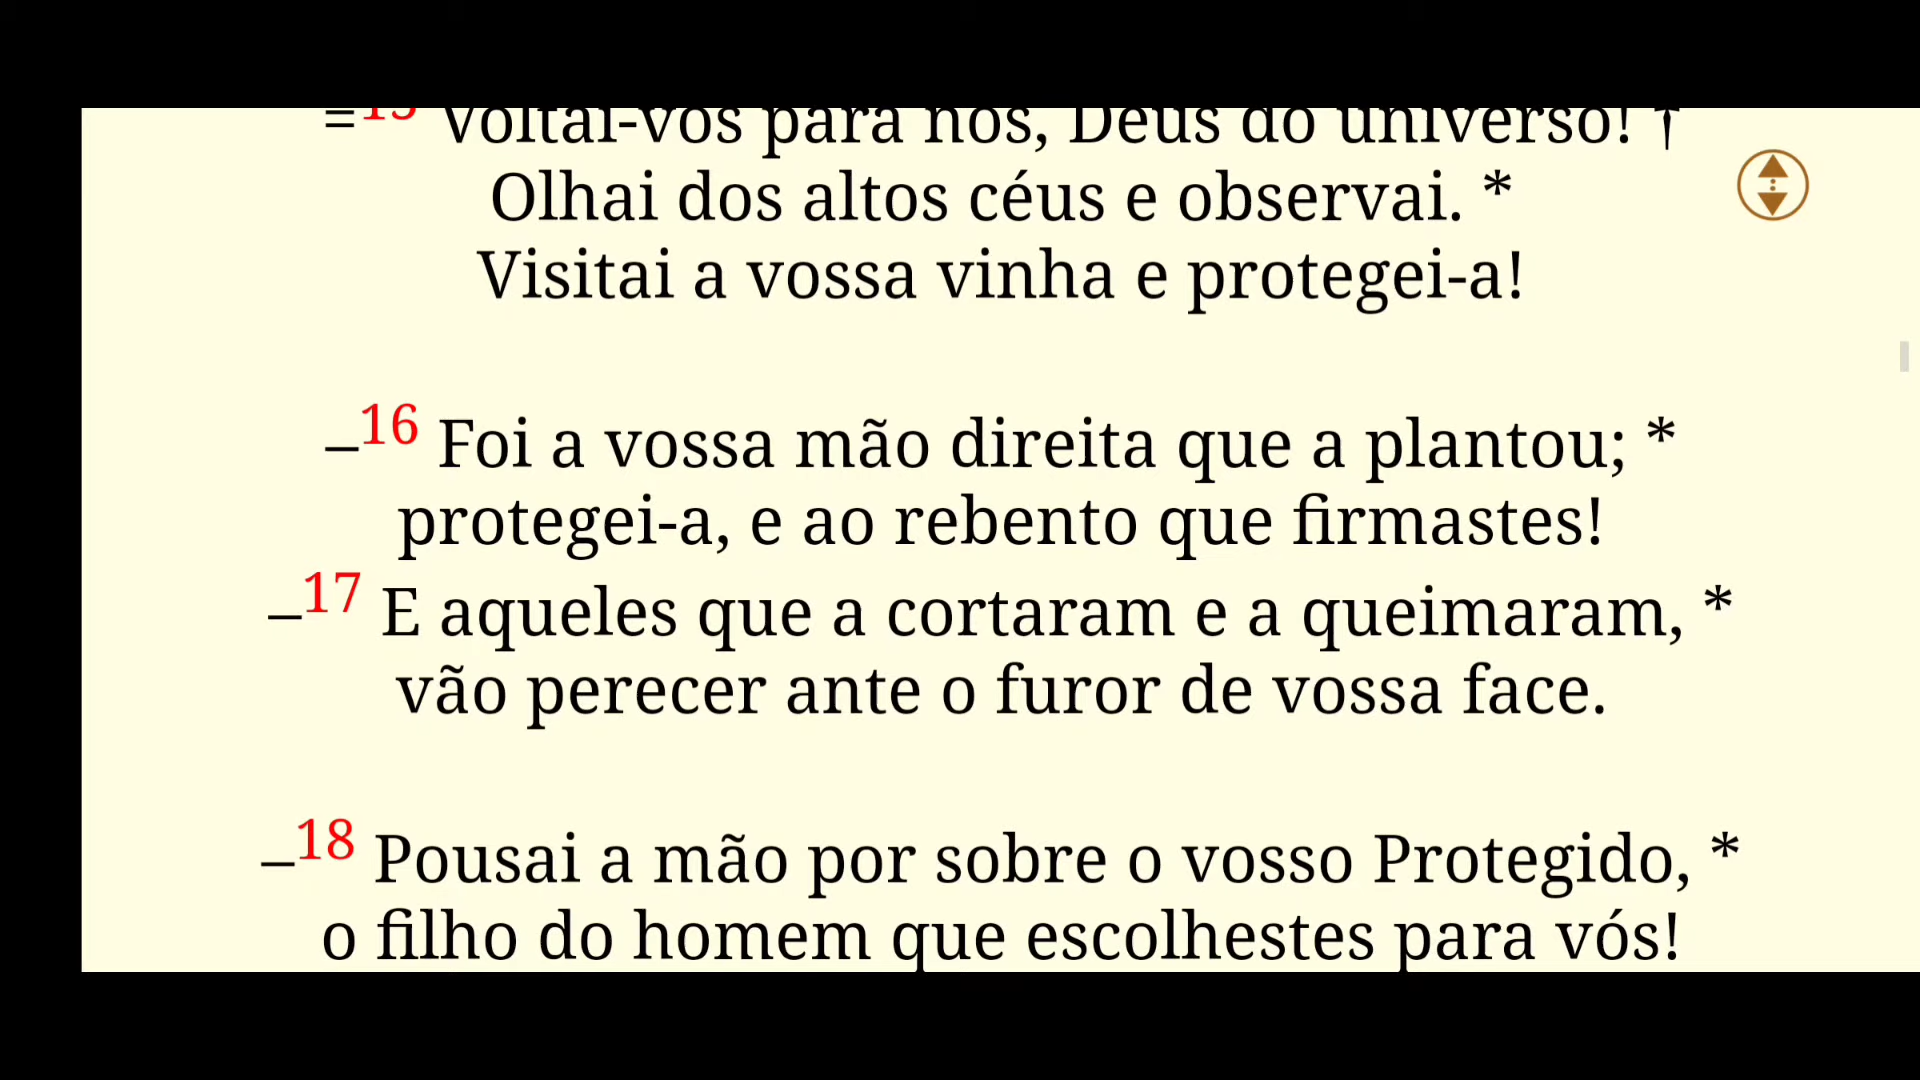 =15 Voltai-vos para nós, Deus do universo! †
Olhai dos altos céus e observai. *
Visitai a vossa vinha e protegei-a!
–16 Foi a vossa mão direita que a plantou; *
protegei-a, e ao rebento que firmastes!
–17 E aqueles que a cortaram e a queimaram, *
vão perecer ante o furor de vossa face.
–18 Pousai a mão por sobre o vosso Protegido, *
o filho do homem que escolhestes para vós!